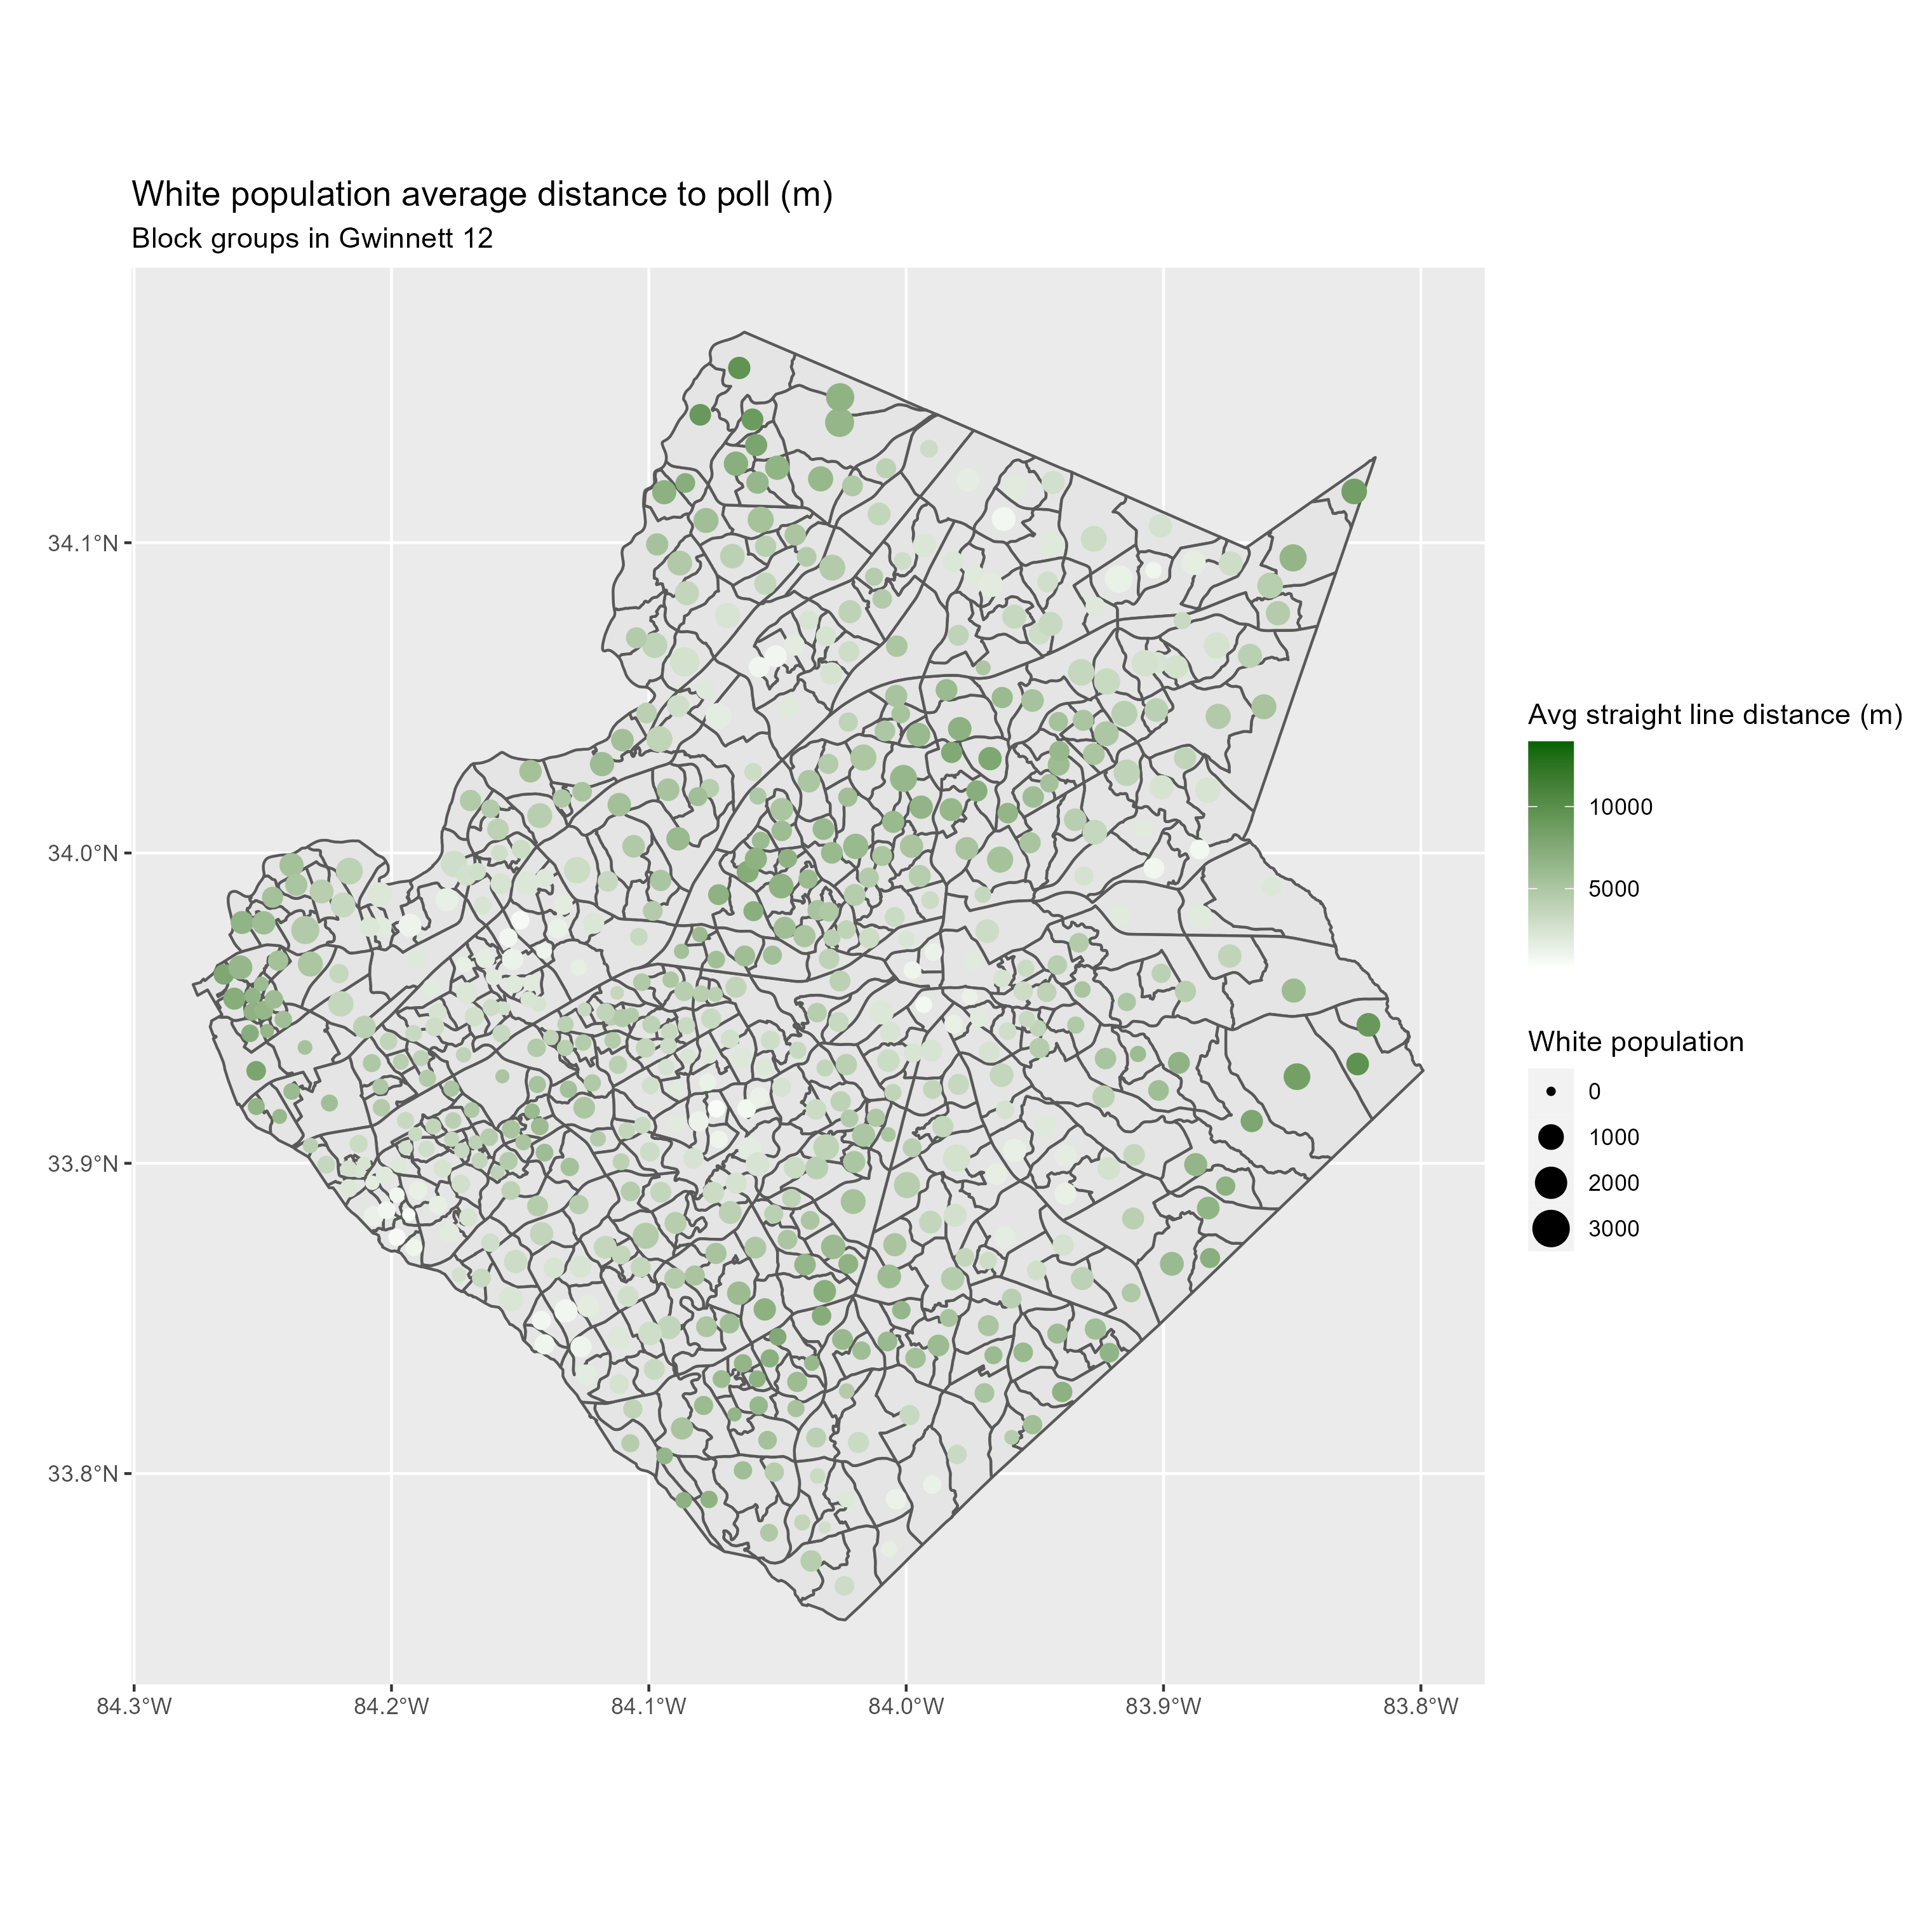 White population average distance to poll (m)
Block groups in Gwinnett 12
34.1°N
34.0°N
33.9°N
33.8°N
84.3°W
84.2°W
84.1°W
84.0°W
83.9°W
83.8°W
Avg straight line distance (m)
10000
5000
White population
0
1000
2000
3000